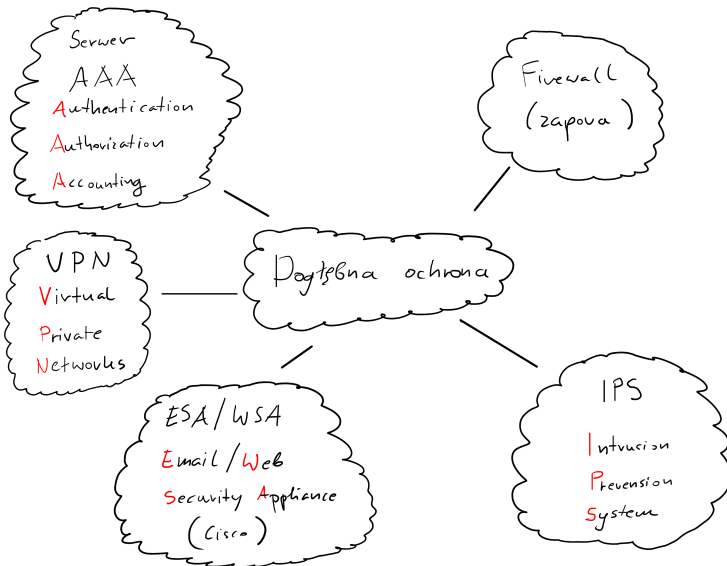 Serwer
AAA
Authentication
Authorization
Accounting
Firewall
(zapora)
Dogłębna ochrona
VPN
Virtual
Private
Networks
ESA/WSA
Email/Web
Security Appliance
(Cisco)
IPS
Intrucion
Prevension
System